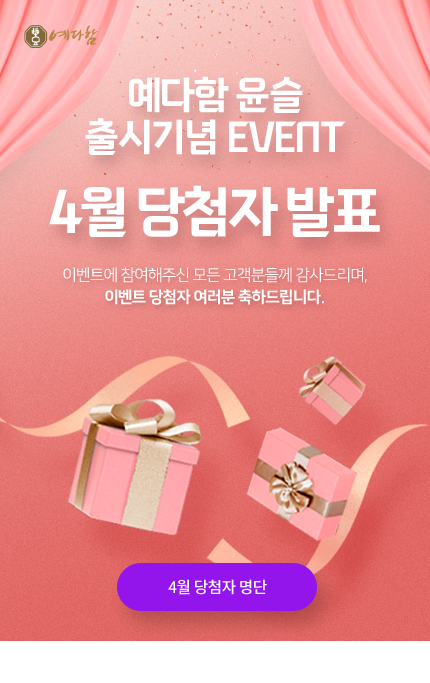 예다함
예다함 윤슬
출시기념 EVENT
4월 당첨자 발표
이벤트에 참여해주신 모든 고객분들께 감사드리며,
이벤트 당첨자 여러분 축하드립니다.
4월 당첨자 명단